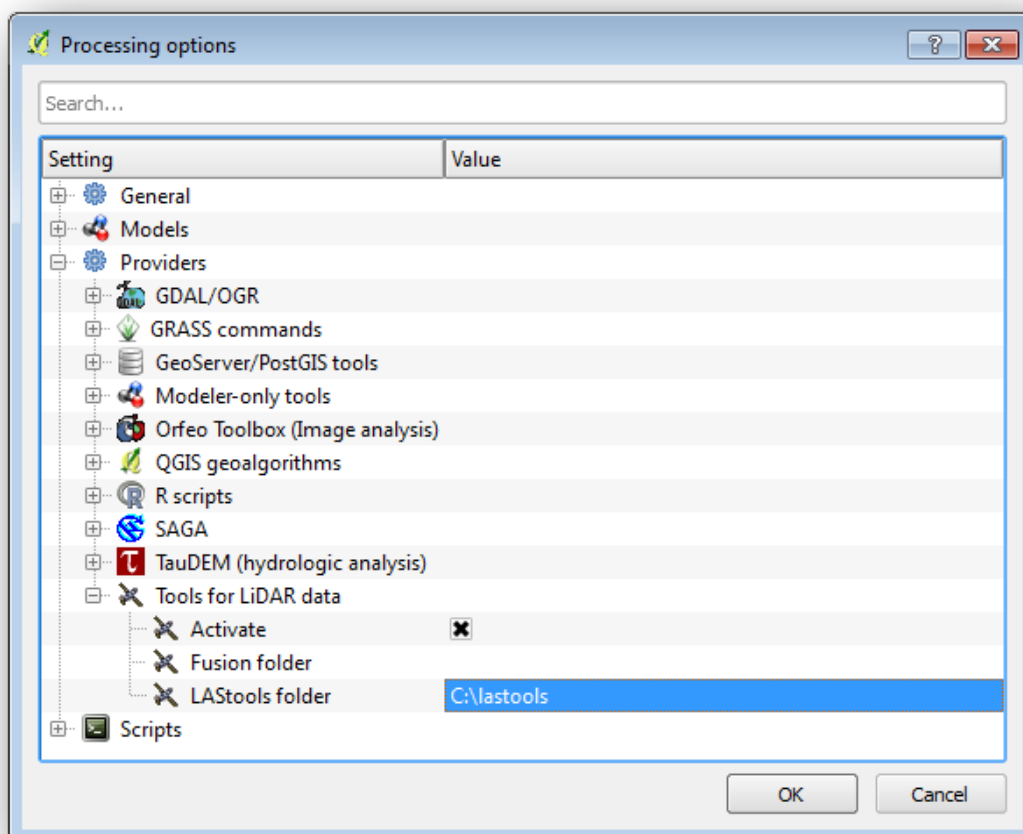 Processing options
Search...
Setting Value
General
Models
Providers
GDAL/OGR
GRASS commands
GeoServer/PostGIS tools
Modeler-only tools
Orfeo Toolbox (Image analysis)
QGIS geoalgorithms
R scripts
SAGA
TauDEM (hydrologic analysis)
Tools for LiDAR data
Activate
Fusion folder
LAStools folder C:\lastools
Scripts
OK Cancel